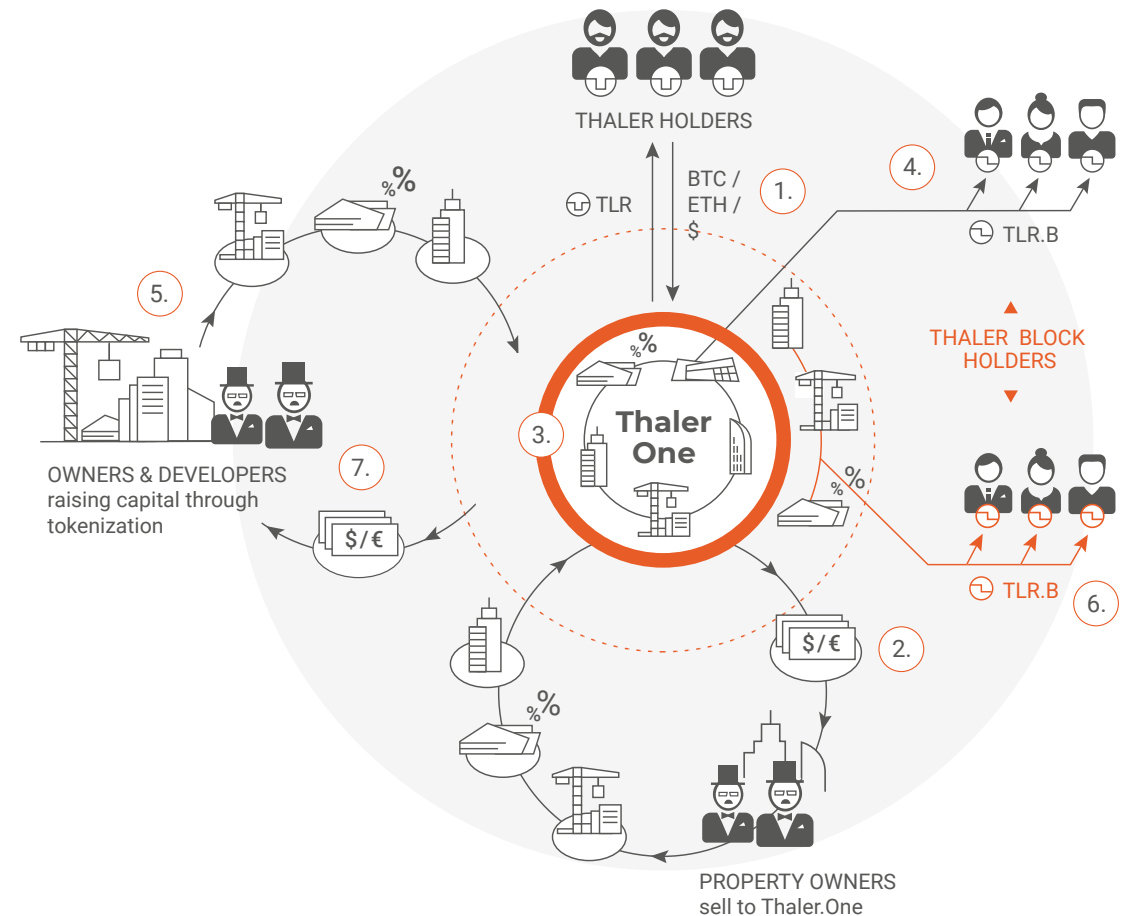 THALER HOLDERS
TLR
BTC /
ETH /
$
1.
4.
TLR.B
%%
5.
THALER BLOCK
HOLDERS
%%
Thaler
One
3.
OWNERS & DEVELOPERS
raising capital through
tokenization
7.
$/€
%%
TLR.B
6.
$/€
2.
%%
PROPERTY OWNERS
sell to Thaler.One